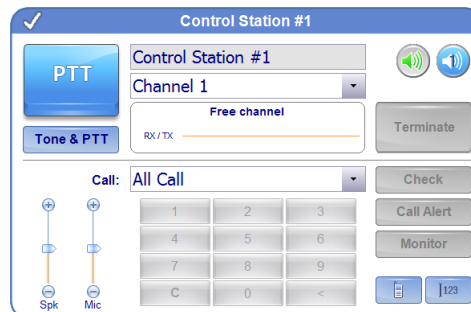 Control Station #1
PTT
Control Station #1
Channel 1
Free channel
RX / TX
Terminate
Tone & PTT
Call:
All Call
Check
Call Alert
Monitor
1 2 3
4 5 6
7 8 9
C 0 <
Spk Mic
123
1